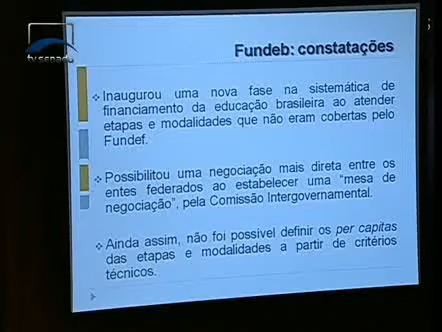 tv senado
Fundeb: constatações
Inaugurou uma nova fase na sistemática de
financiamento da educação brasileira ao atender
etapas e modalidades que não eram cobertas pelo
Fundef.
Possibilitou uma negociação mais direta entre os
entes federados ao estabelecer uma “mesa de
negociação”, pela Comissão Intergovernamental.
Ainda assim, não foi possível definir os per capitas
das etapas e modalidades a partir de critérios
técnicos.